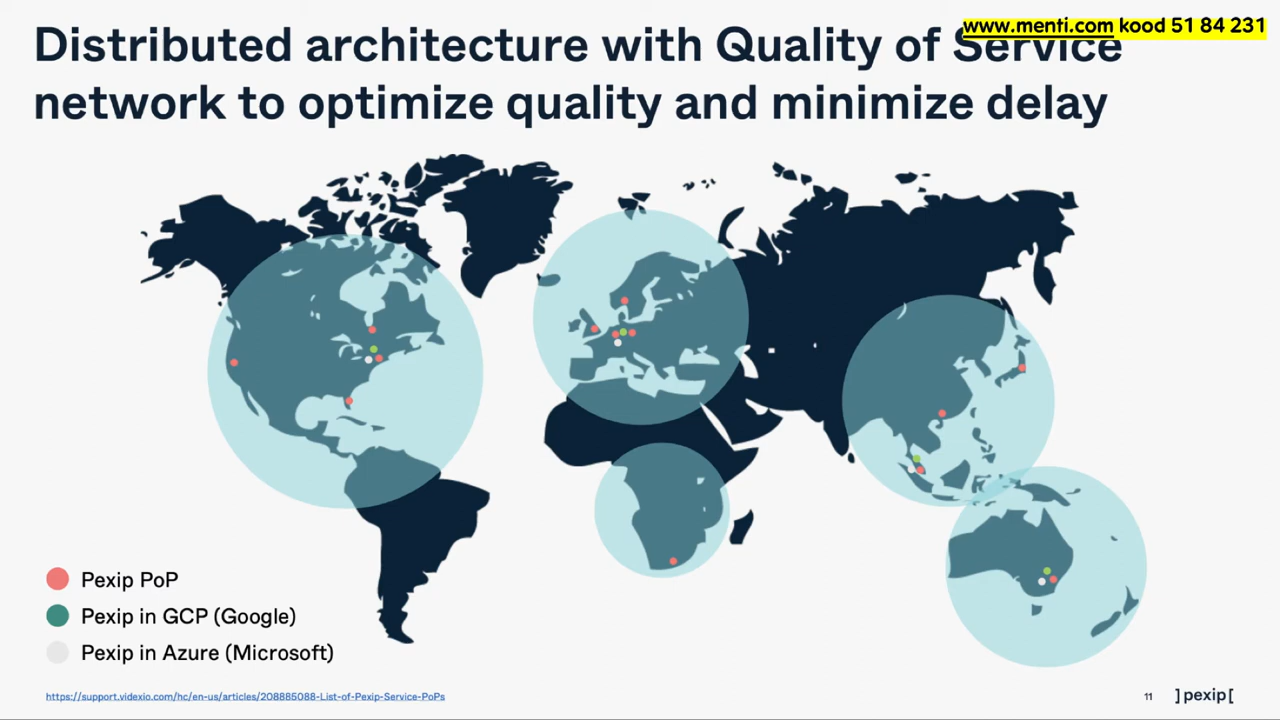 Distributed architecture with Quality of Service
www.menti.com kood 51 84 231
network to optimize quality and minimize delay
Pexip PoP
Pexip in GCP (Google)
Pexip in Azure (Microsoft)
https://support.videxio.com/hc/en-us/articles/208885088-List-of-Pexip-Service-PoPs
11
]pexip[